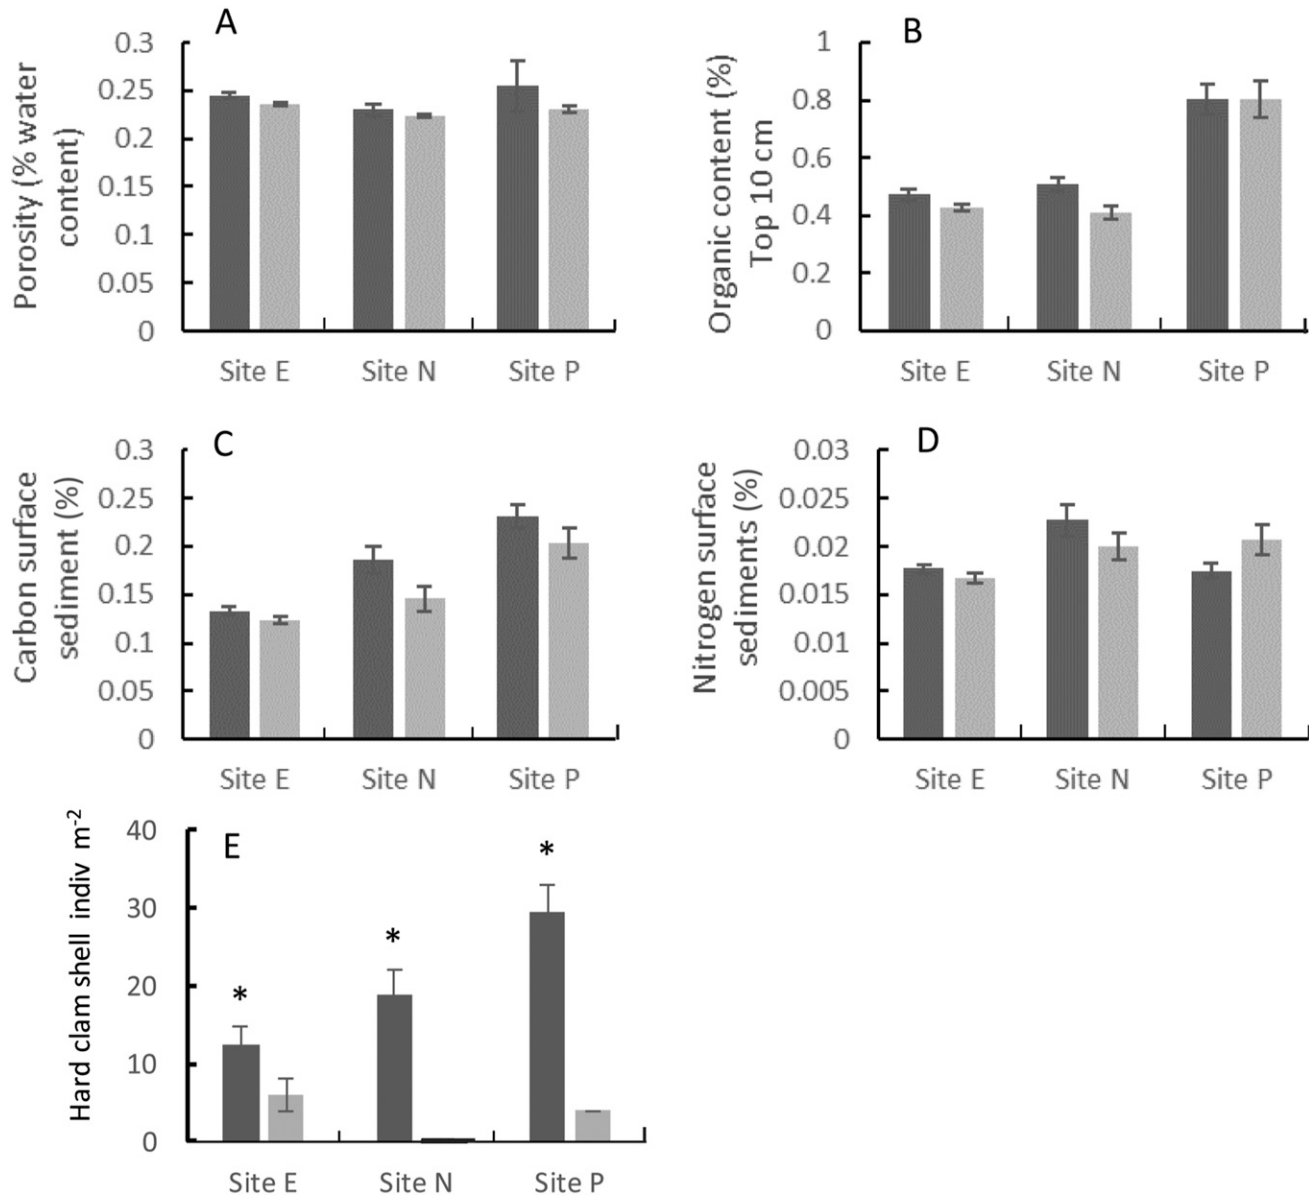 A
Porosity (% water
content)
0.3
0.25
0.2
0.15
0.1
0.05
0
Site E Site N Site P
B
Organic content (%)
Top 10 cm
1
0.8
0.6
0.4
0.2
0
Site E Site N Site P
C
Carbon surface
sediment (%)
0.3
0.25
0.2
0.15
0.1
0.05
0
Site E Site N Site P
D
Nitrogen surface
sediments (%)
0.03
0.025
0.02
0.015
0.01
0.005
0
Site E Site N Site P
E
Hard clam shell indiv m-2
40
30
20
10
0
*
*
*
Site E Site N Site P